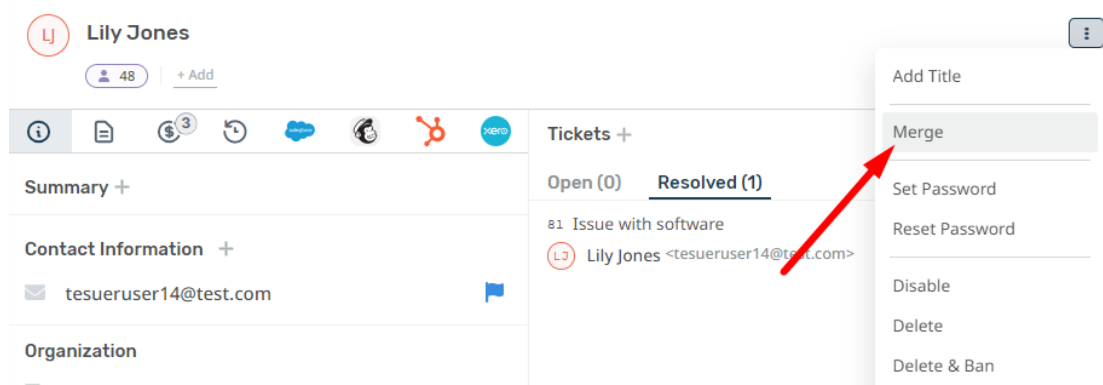 LJ
Lily Jones
48
+ Add
3
salesforce
xero
Summary +
Contact Information +
tesueruser14@test.com
Organization
Tickets +
Open (0) Resolved (1)
81 Issue with software
LJ
Lily Jones <tesueruser14@test.com>
Add Title
Merge
Set Password
Reset Password
Disable
Delete
Delete & Ban